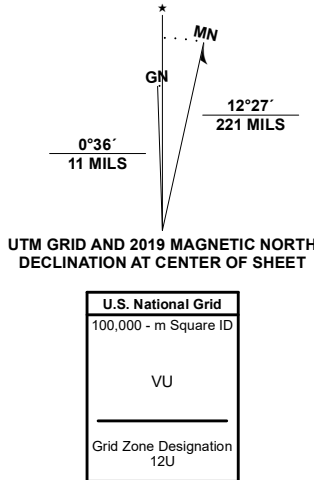 ★
MN
GN
12°27´
221 MILS
0°36´
11 MILS
UTM GRID AND 2019 MAGNETIC NORTH
DECLINATION AT CENTER OF SHEET
U.S. National Grid
100,000 - m Square ID
VU
Grid Zone Designation
12U